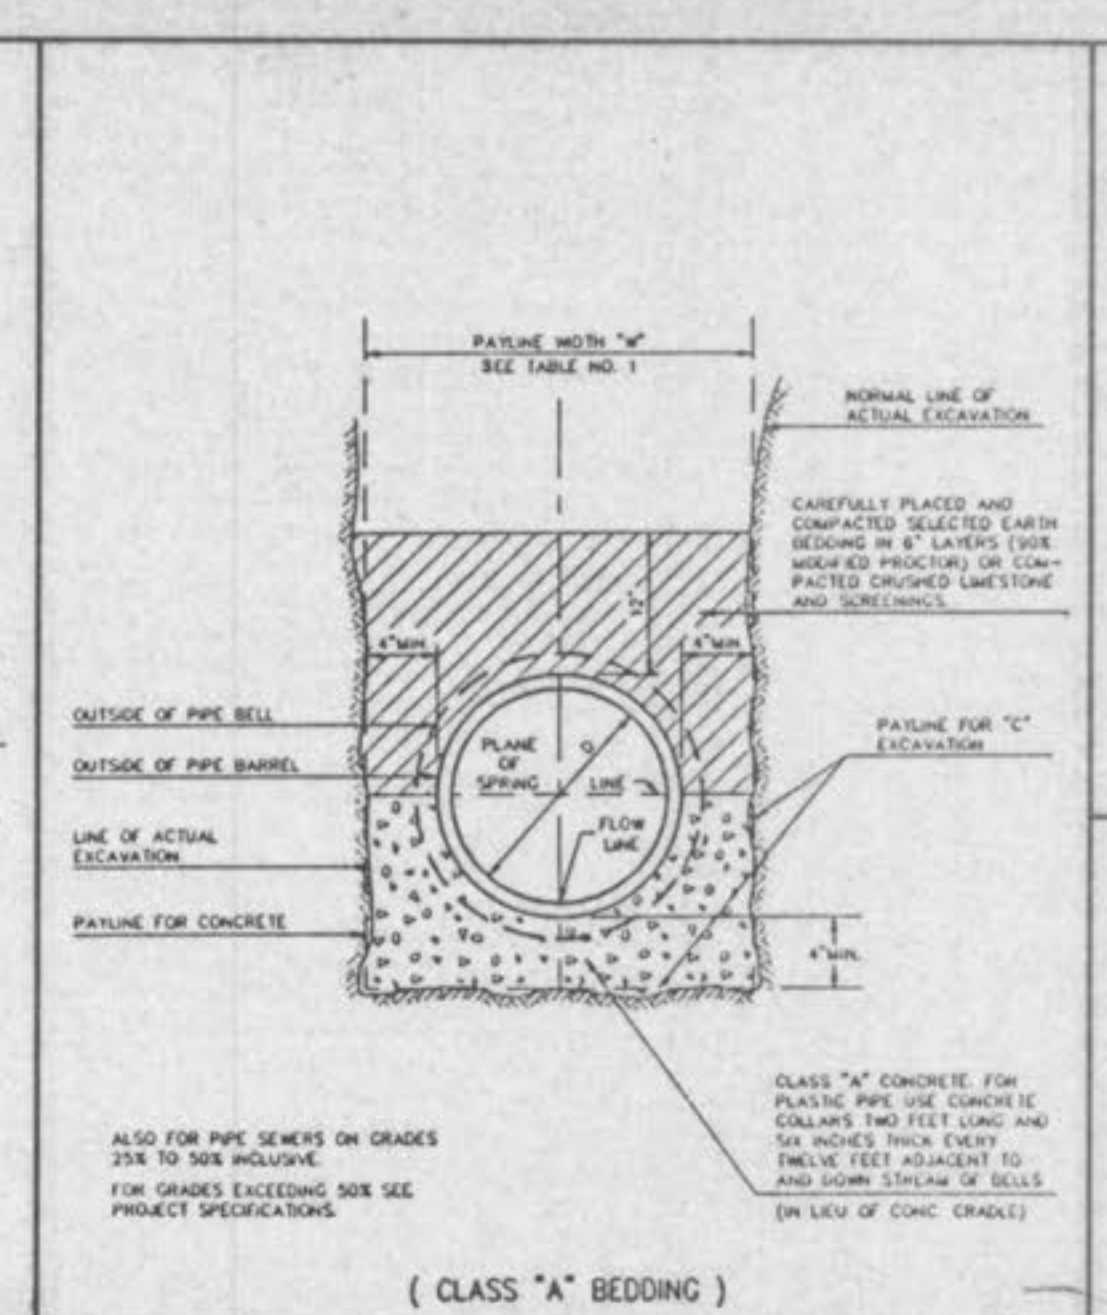 PAYLINE WIDTH "W"
SEE TABLE NO. 1
NORMAL LINE OF
ACTUAL EXCAVATION
CAREFULLY PLACED AND
COMPACTED SELECTED EARTH
BEDDING IN 6" LAYERS (90%
MODIFIED PROCTOR) OR COM-
PACTED CRUSHED LIMESTONE
AND SCREENINGS.
12"
4" MIN.
4" MIN.
OUTSIDE OF PIPE BELL
OUTSIDE OF PIPE BARREL
LINE OF ACTUAL
EXCAVATION
PAYLINE FOR CONCRETE
PLANE
OF
SPRING
LINE
D
FLOW
LINE
PAYLINE FOR "C"
EXCAVATION
4" MIN.
CLASS "A" CONCRETE. FOR
PLASTIC PIPE USE CONCRETE
COLLARS TWO FEET LONG AND
SIX INCHES THICK EVERY
TWELVE FEET ADJACENT TO
AND DOWN STREAM OF BELLS
(IN LIEU OF CONC. CRADLE)
ALSO FOR PIPE SEWERS ON GRADES
25% TO 50% INCLUSIVE.
FOR GRADES EXCEEDING 50% SEE
PROJECT SPECIFICATIONS.
( CLASS "A" BEDDING )